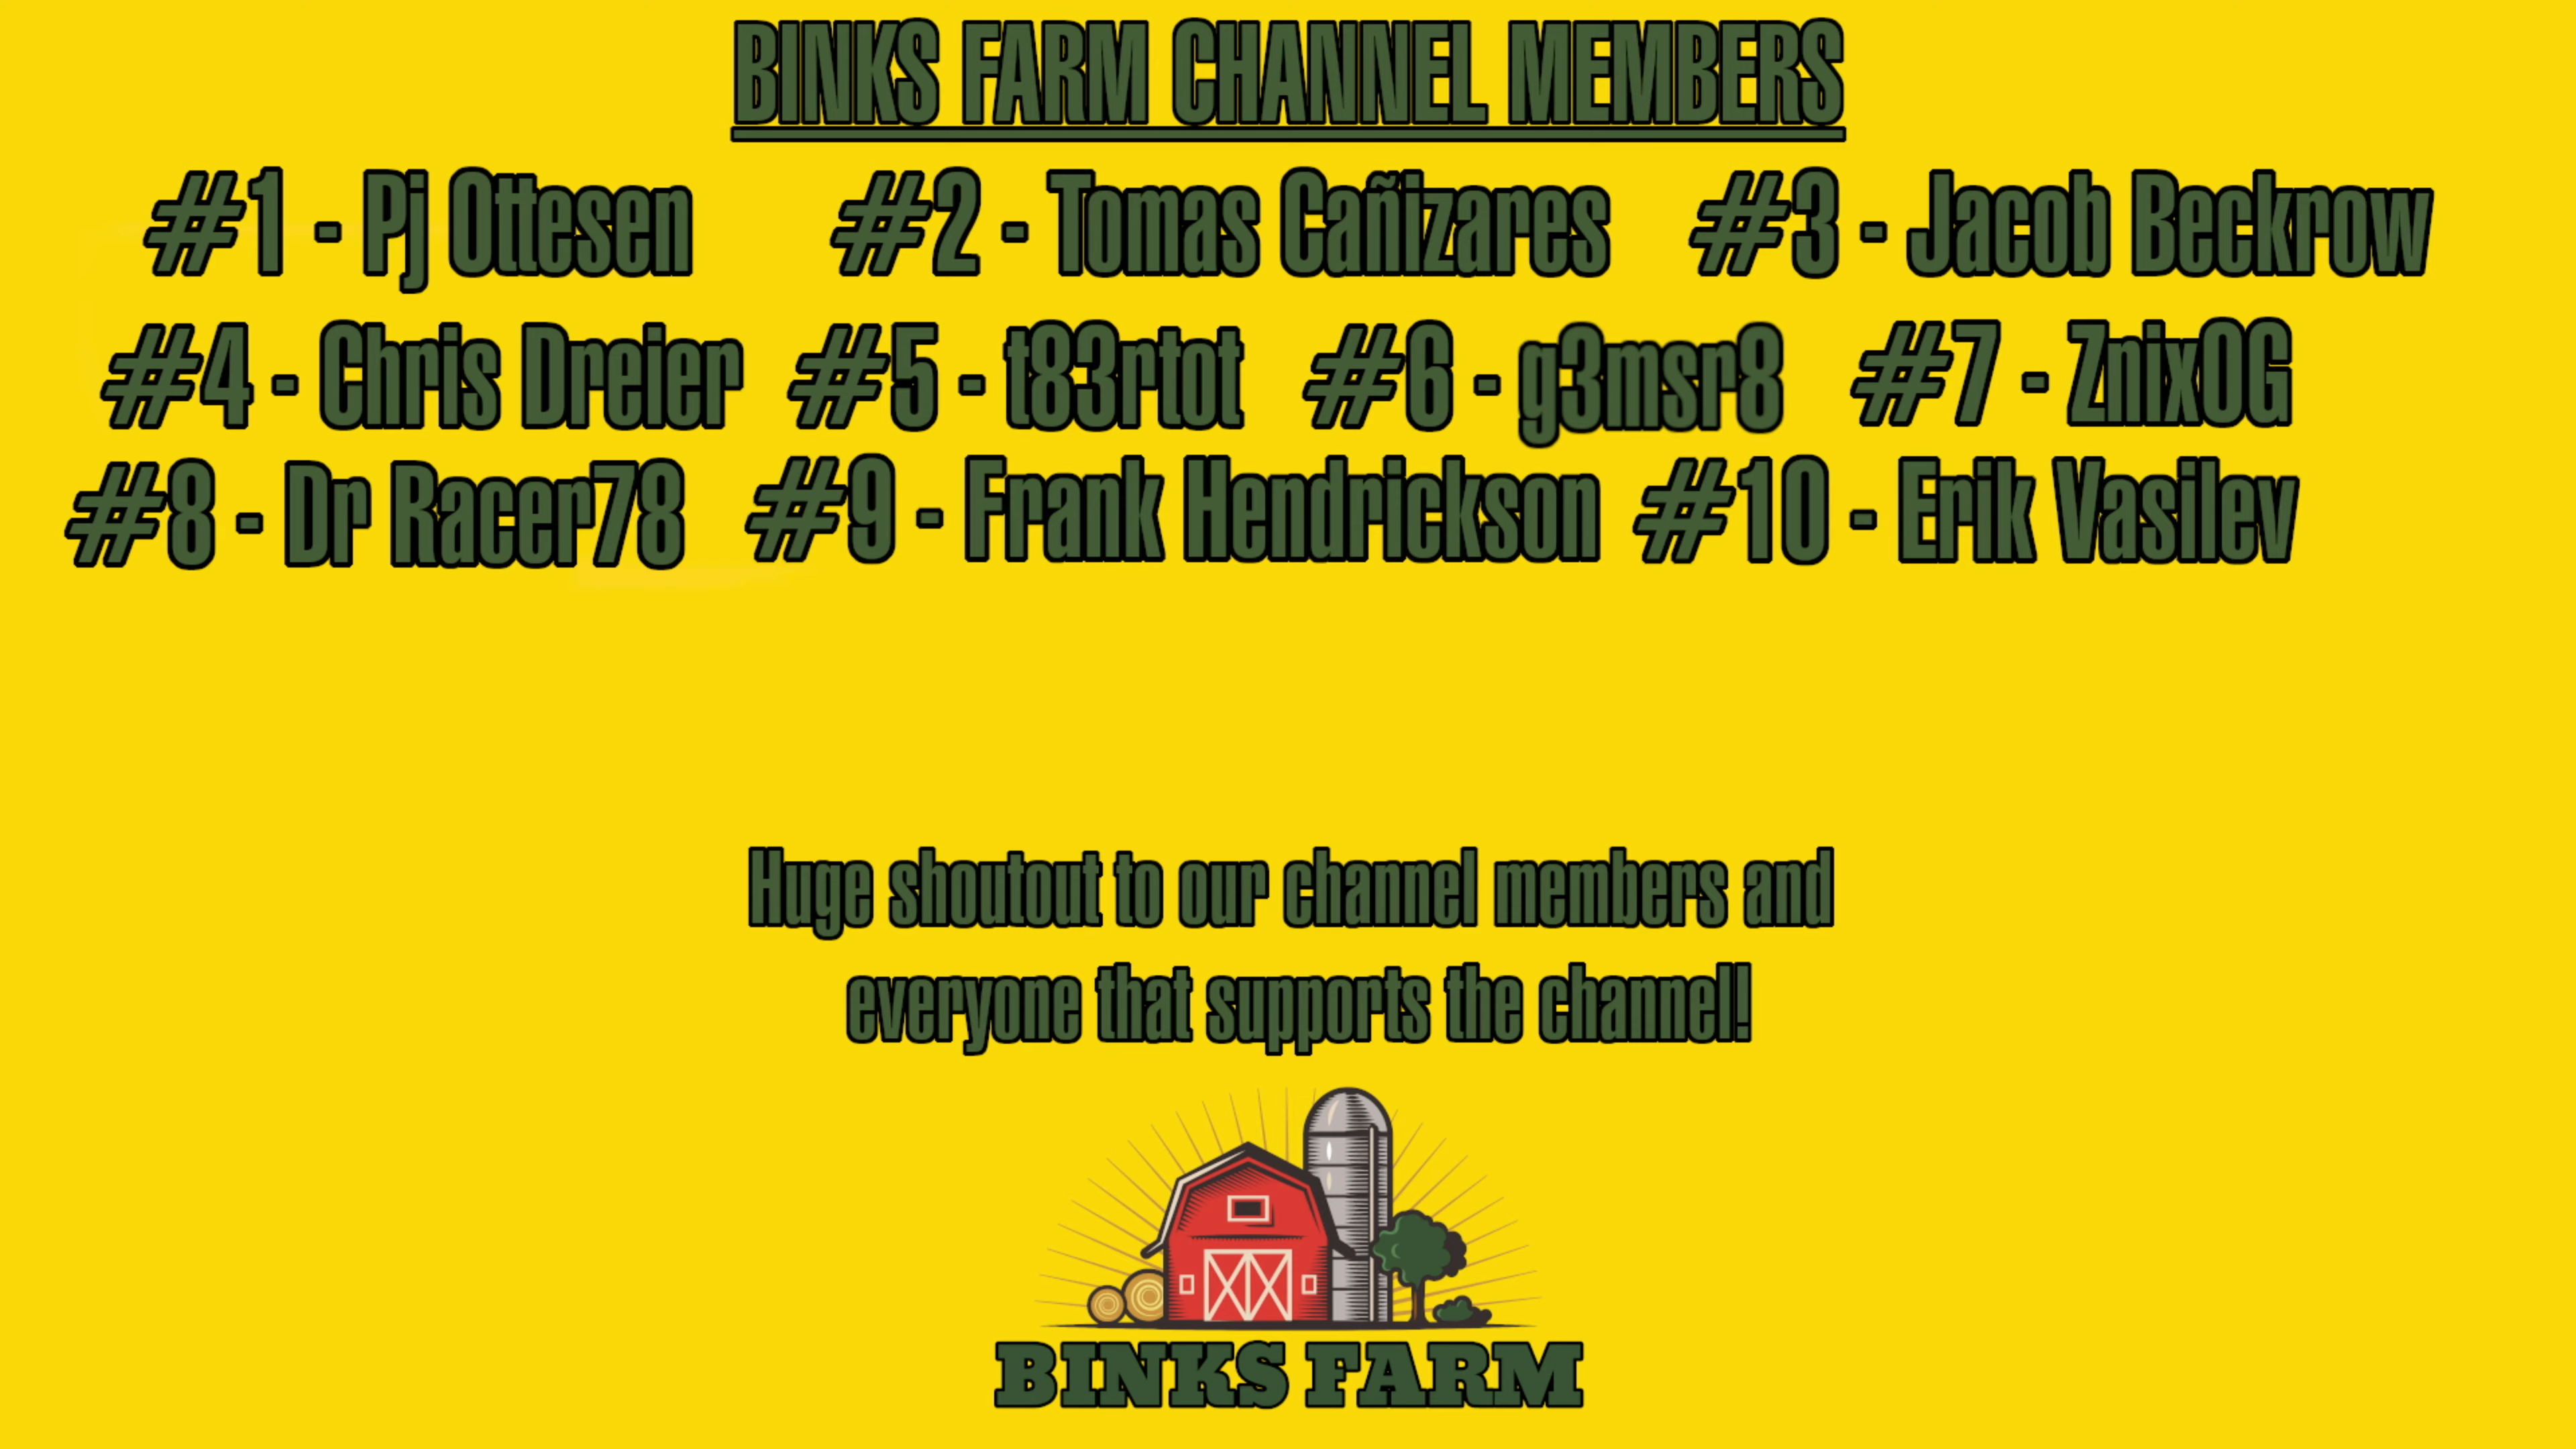 BINKS FARM CHANNEL MEMBERS
#1 - Pj Ottesen #2 - Tomas Cañizares #3 - Jacob Beckrow
#4 - Chris Dreier #5 - t83rtot #6 - g3msr8 #7 - ZnixOG
#8 - Dr Racer78 #9 - Frank Hendrickson #10 - Erik Vasilev
Huge shoutout to our channel members and
everyone that supports the channel!
BINKS FARM